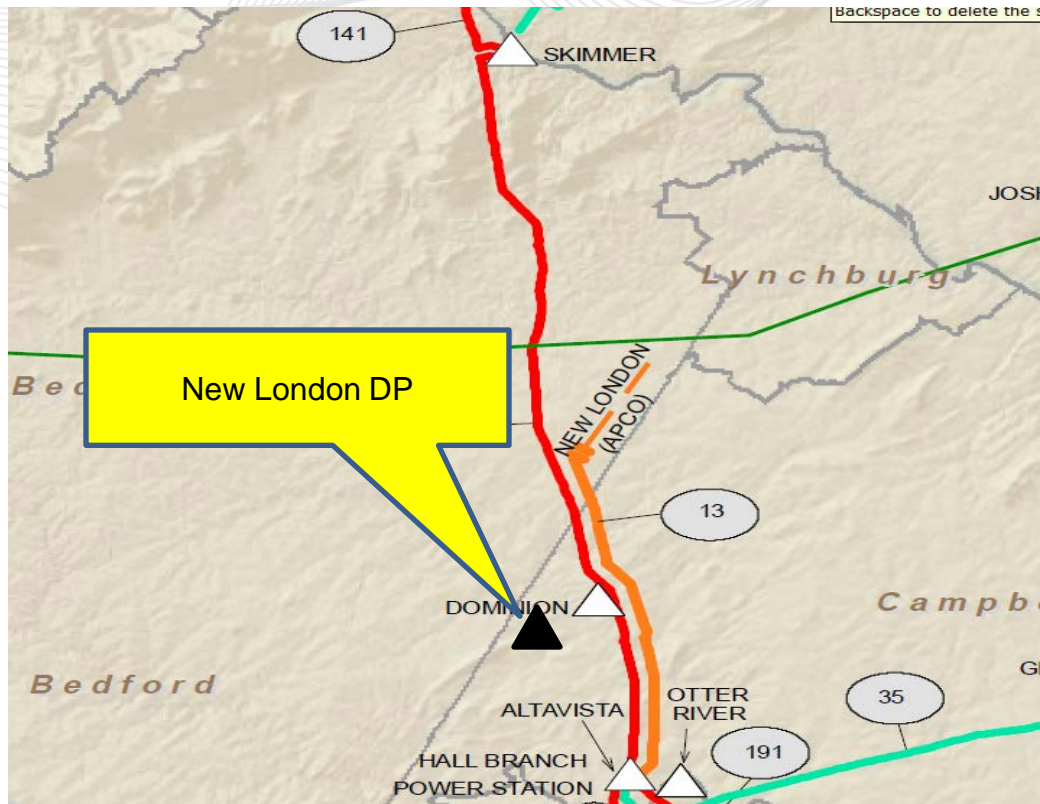 Backspace to delete the s
141
SKIMMER
JOSH
Lynchburg
New London DP
Bed
NEW LONDON
(APCO)
13
DOMINION
Campbe
Bedford
ALTAVISTA
OTTER
RIVER
35
HALL BRANCH
POWER STATION
191